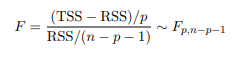 F = (TSS − RSS)/p / RSS/(n − p − 1) ∼ F_{p,n−p−1}